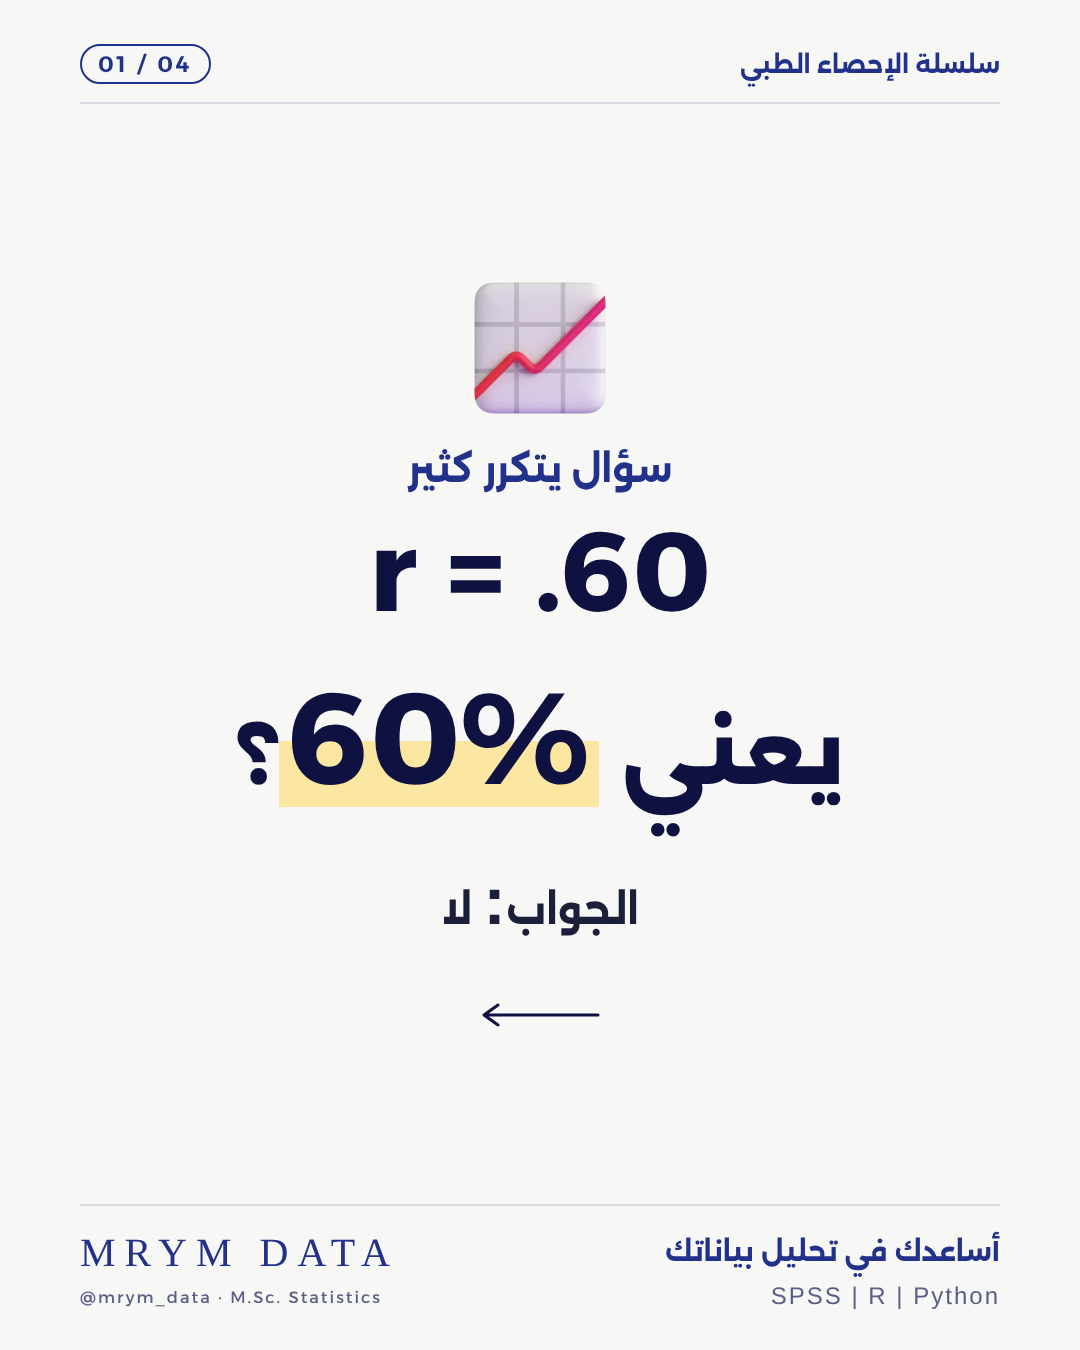 سلسلة الإحصاء الطبي
01 / 04
سؤال يتكرر كثير
r = .60
يعني 60%؟
الجواب: لا
أساعدك في تحليل بياناتك
SPSS | R | Python
MRYM DATA
@mrym_data · M.Sc. Statistics